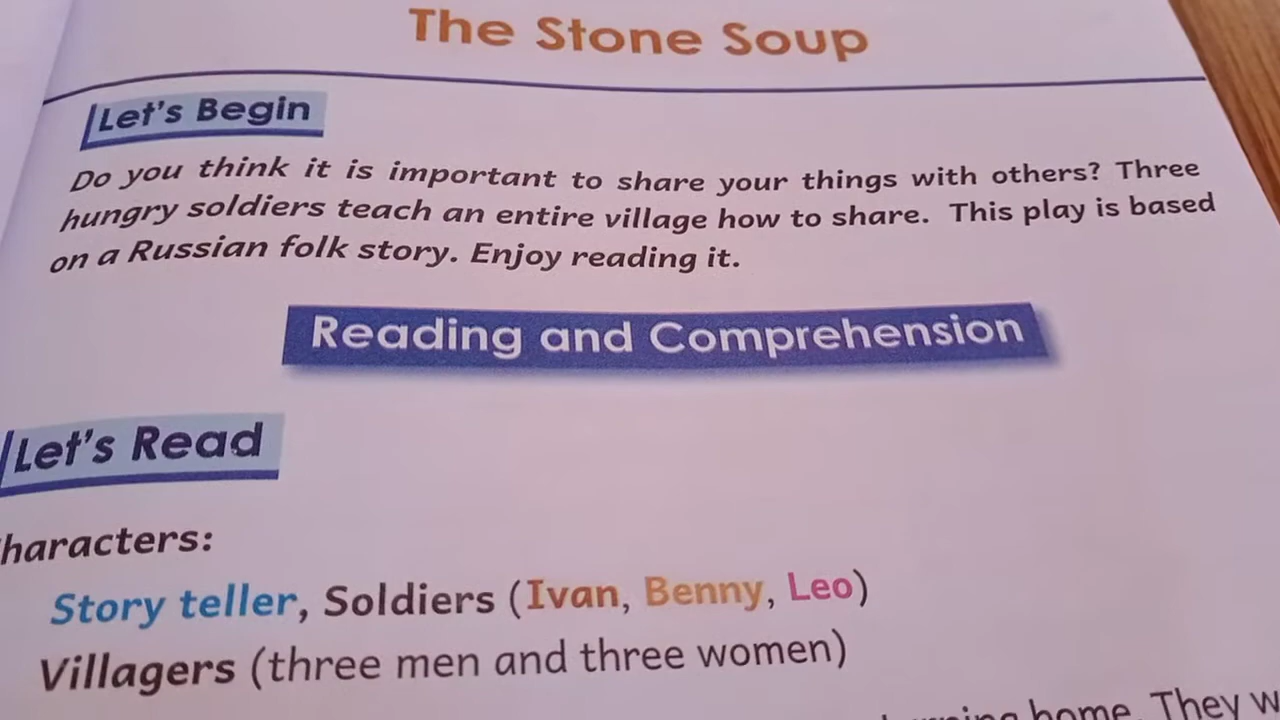 The Stone Soup
Let's Begin
Do you think it is important to share your things with others? Three
hungry soldiers teach an entire village how to share. This play is based
on a Russian folk story. Enjoy reading it.
Reading and Comprehension
Let's Read
haracters:
Story teller, Soldiers (Ivan, Benny, Leo)
Villagers (three men and three women)
home. They w